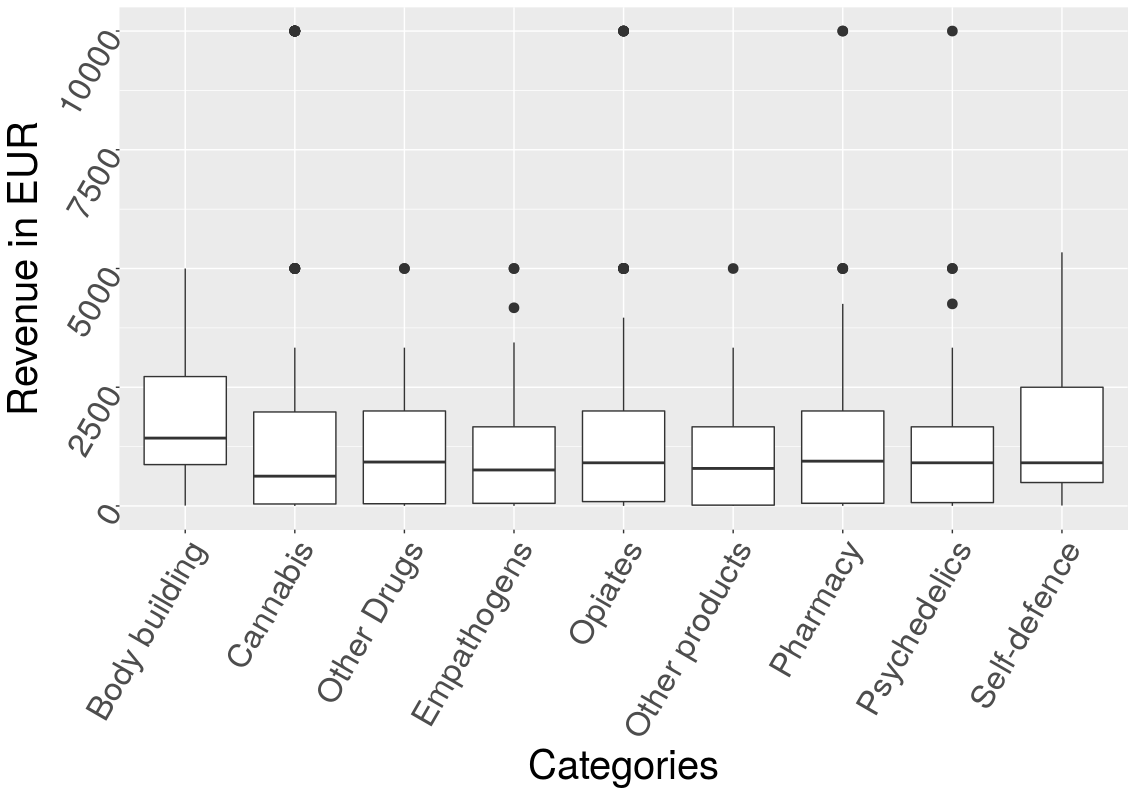 Revenue in EUR
10000
7500
5000
2500
0
Body building
Cannabis
Other Drugs
Empathogens
Opiates
Other products
Pharmacy
Psychedelics
Self-defence
Categories